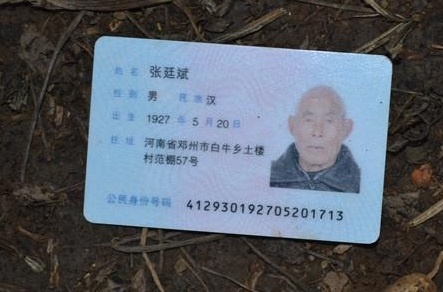 姓名 张廷斌
性别 男 民族 汉
出生 1927 年 5 月 20 日
住址 河南省邓州市白牛乡土楼
村范棚57号
公民身份号码 412930192705201713